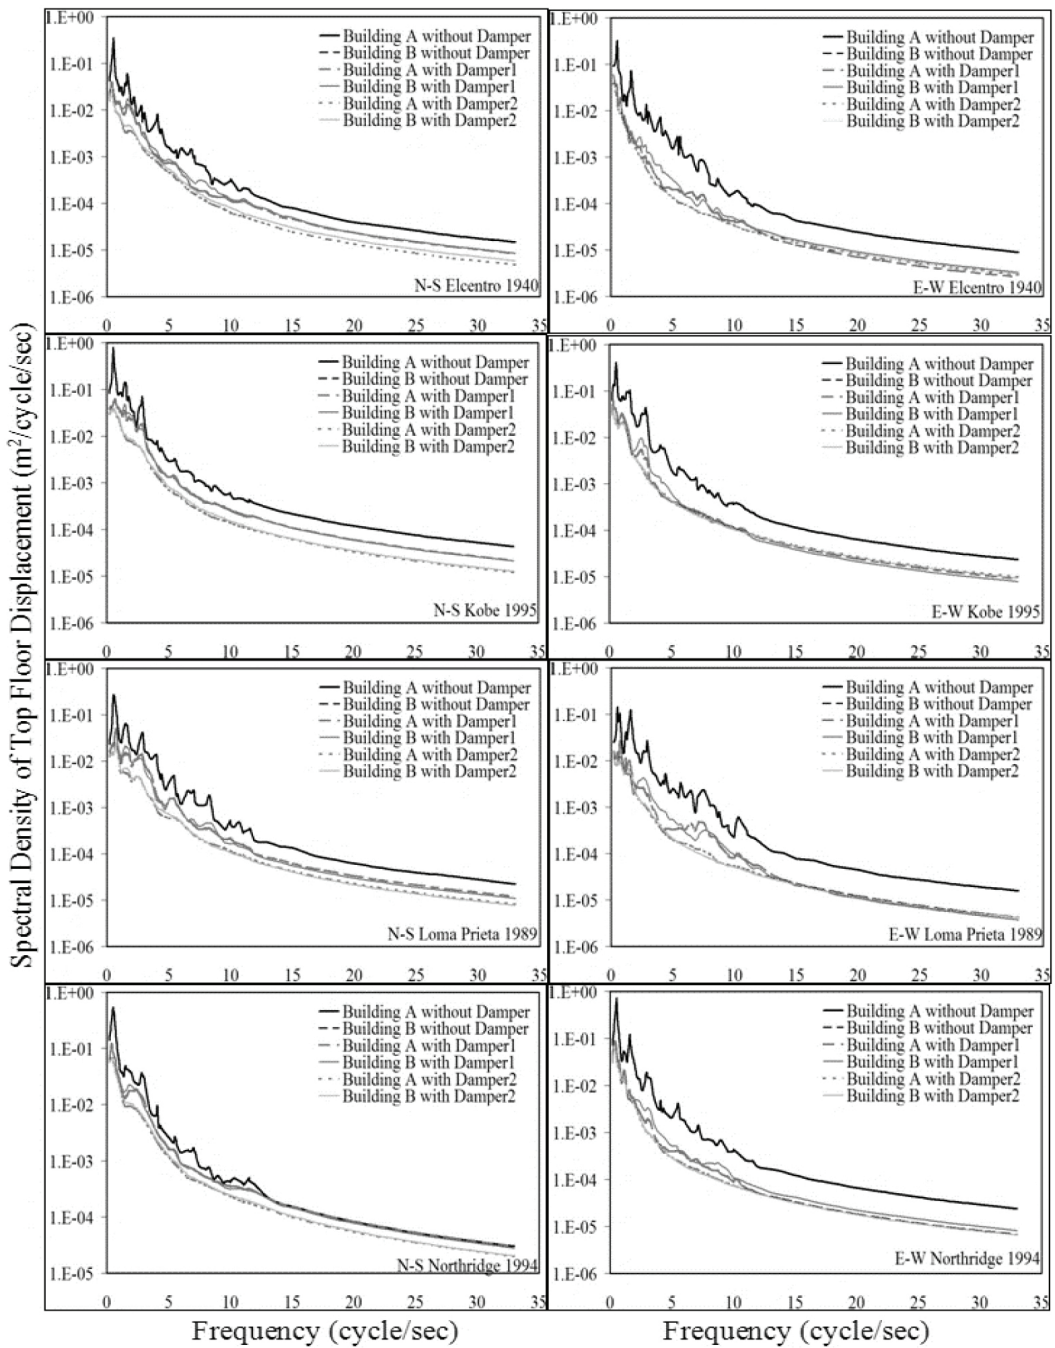 Spectral Density of Top Floor Displacement (m²/cycle/sec)
1.E+00
1.E-01
1.E-02
1.E-03
1.E-04
1.E-05
1.E-06
Building A without Damper
Building B without Damper
Building A with Damper1
Building B with Damper1
Building A with Damper2
Building B with Damper2
N-S Elcentro 1940
0 5 10 15 20 25 30 35
1.E+00
1.E-01
1.E-02
1.E-03
1.E-04
1.E-05
1.E-06
Building A without Damper
Building B without Damper
Building A with Damper1
Building B with Damper1
Building A with Damper2
Building B with Damper2
E-W Elcentro 1940
0 5 10 15 20 25 30 35
1.E+00
1.E-01
1.E-02
1.E-03
1.E-04
1.E-05
1.E-06
Building A without Damper
Building B without Damper
Building A with Damper1
Building B with Damper1
Building A with Damper2
Building B with Damper2
N-S Kobe 1995
0 5 10 15 20 25 30 35
1.E+00
1.E-01
1.E-02
1.E-03
1.E-04
1.E-05
1.E-06
Building A without Damper
Building B without Damper
Building A with Damper1
Building B with Damper1
Building A with Damper2
Building B with Damper2
E-W Kobe 1995
0 5 10 15 20 25 30 35
1.E+00
1.E-01
1.E-02
1.E-03
1.E-04
1.E-05
1.E-06
Building A without Damper
Building B without Damper
Building A with Damper1
Building B with Damper1
Building A with Damper2
Building B with Damper2
N-S Loma Prieta 1989
0 5 10 15 20 25 30 35
1.E+00
1.E-01
1.E-02
1.E-03
1.E-04
1.E-05
1.E-06
Building A without Damper
Building B without Damper
Building A with Damper1
Building B with Damper1
Building A with Damper2
Building B with Damper2
E-W Loma Prieta 1989
0 5 10 15 20 25 30 35
1.E+00
1.E-01
1.E-02
1.E-03
1.E-04
1.E-05
Building A without Damper
Building B without Damper
Building A with Damper1
Building B with Damper1
Building A with Damper2
Building B with Damper2
N-S Northridge 1994
0 5 10 15 20 25 30 35
Frequency (cycle/sec)
1.E+00
1.E-01
1.E-02
1.E-03
1.E-04
1.E-05
1.E-06
Building A without Damper
Building B without Damper
Building A with Damper1
Building B with Damper1
Building A with Damper2
Building B with Damper2
E-W Northridge 1994
0 5 10 15 20 25 30 35
Frequency (cycle/sec)